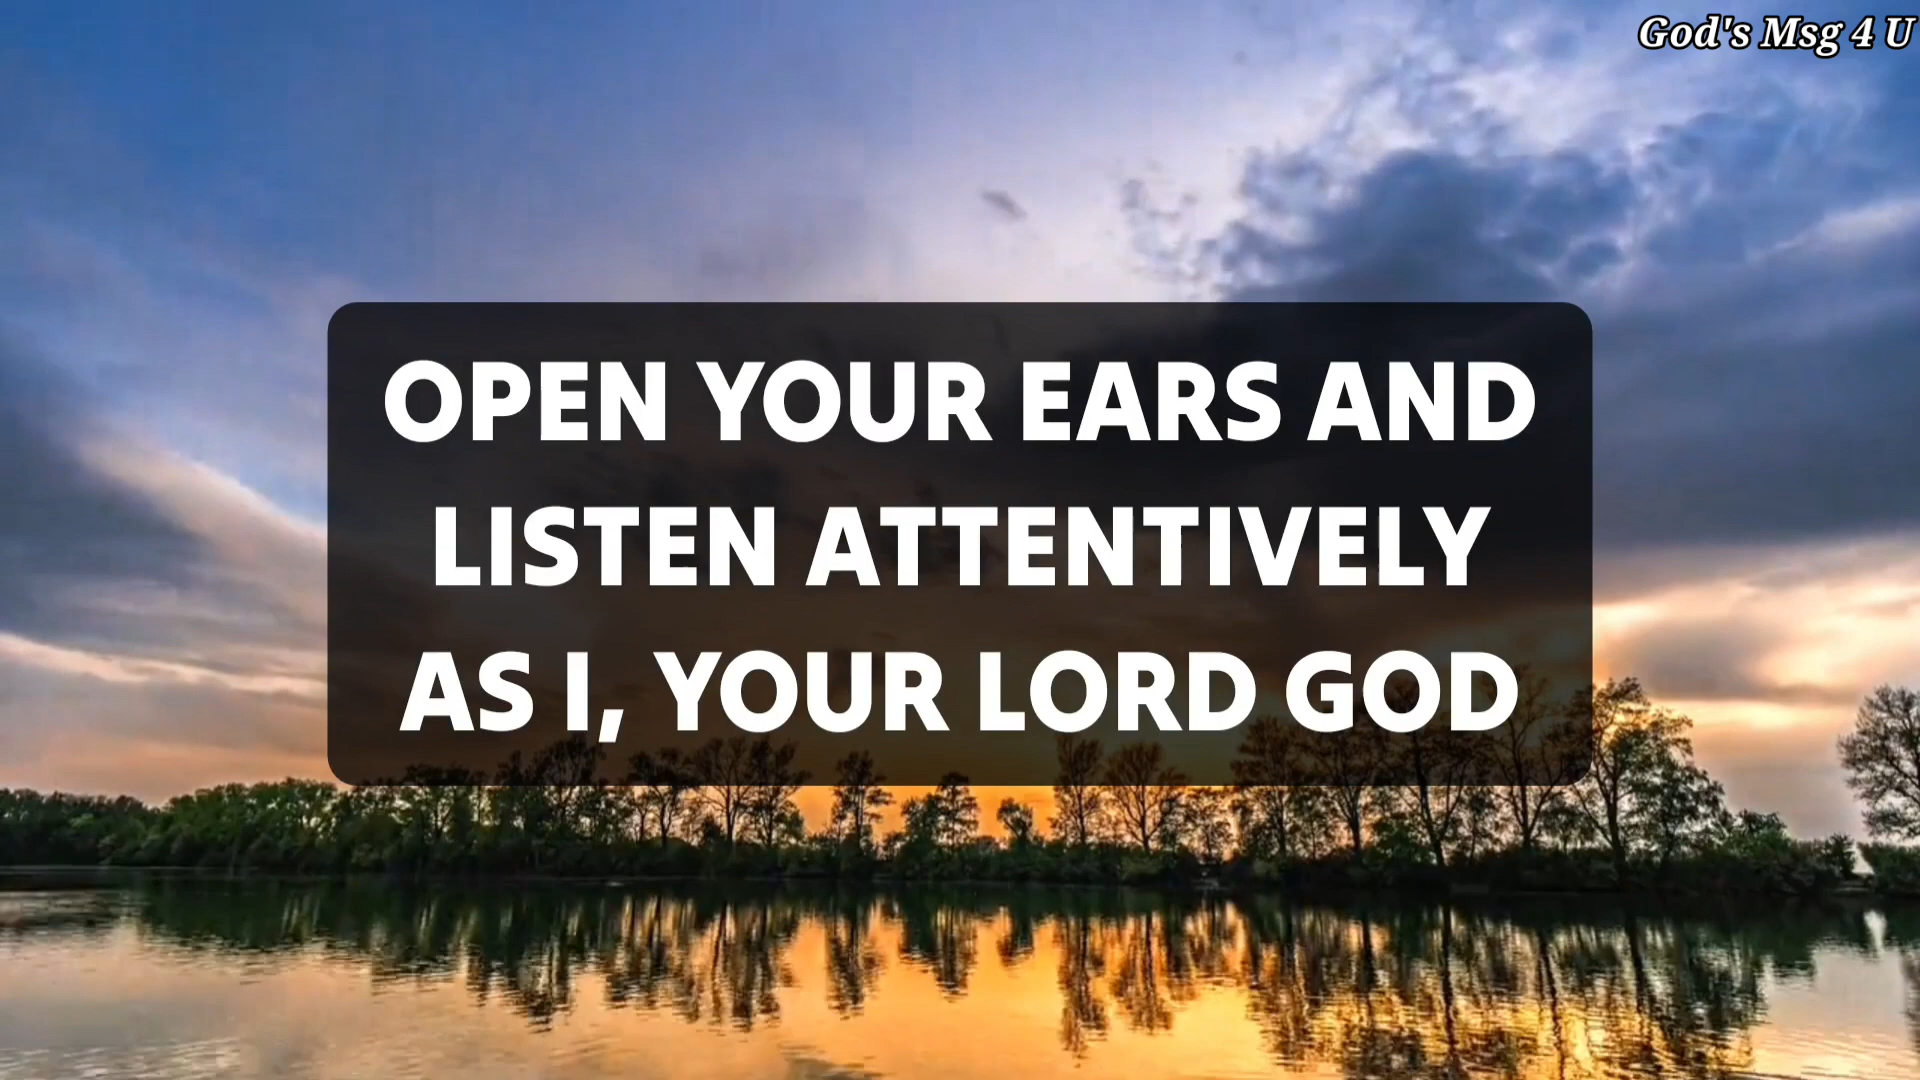 God's Msg 4 U
OPEN YOUR EARS AND
LISTEN ATTENTIVELY
AS I, YOUR LORD GOD